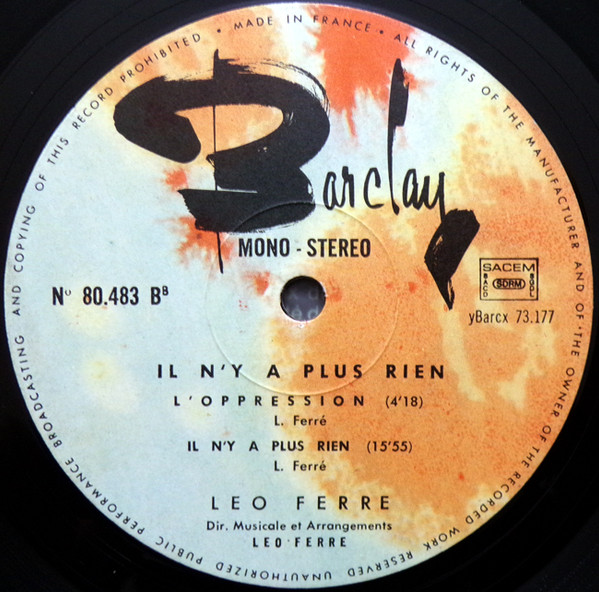 MADE IN FRANCE • ALL RIGHTS OF THE MANUFACTURER AND OF THE OWNER OF THE RECORDED WORK RESERVED UNAUTHORIZED PUBLIC PERFORMANCE BROADCASTING AND COPYING OF THIS RECORD PROHIBITED •
Barclay
MONO - STEREO
N° 80.483 Bᴮ
SACEM
BACD SDRM BGDL
yBarcx 73.177
IL N'Y A PLUS RIEN
L'OPPRESSION (4'18)
L. Ferré
IL N'Y A PLUS RIEN (15'55)
L. Ferré
LEO FERRE
Dir. Musicale et Arrangements
LEO FERRE